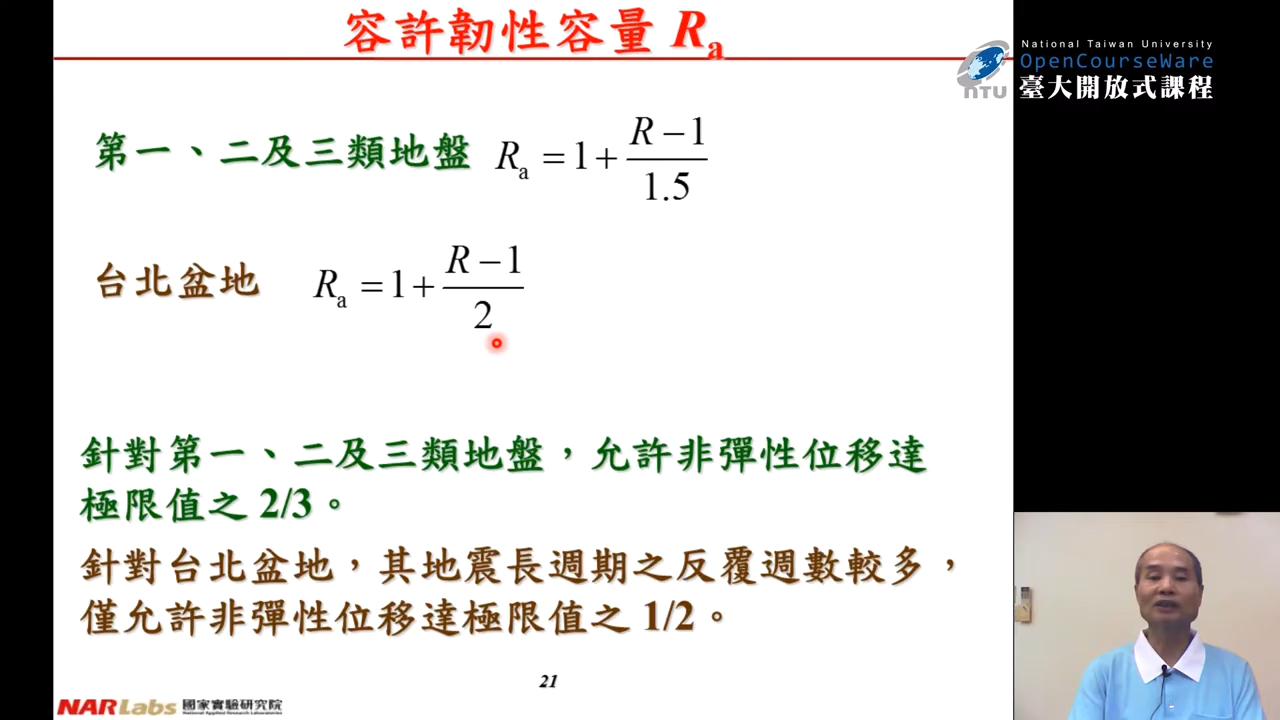 容許韌性容量 Ra
National Taiwan University
OpenCourseWare
NTU 臺大開放式課程
第一、二及三類地盤 Ra = 1 + (R − 1) / 1.5
台北盆地 Ra = 1 + (R − 1) / 2
針對第一、二及三類地盤，允許非彈性位移達
極限值之 2/3。
針對台北盆地，其地震長週期之反覆週數較多，
僅允許非彈性位移達極限值之 1/2。
21
NARLabs 國家實驗研究院
National Applied Research Laboratories